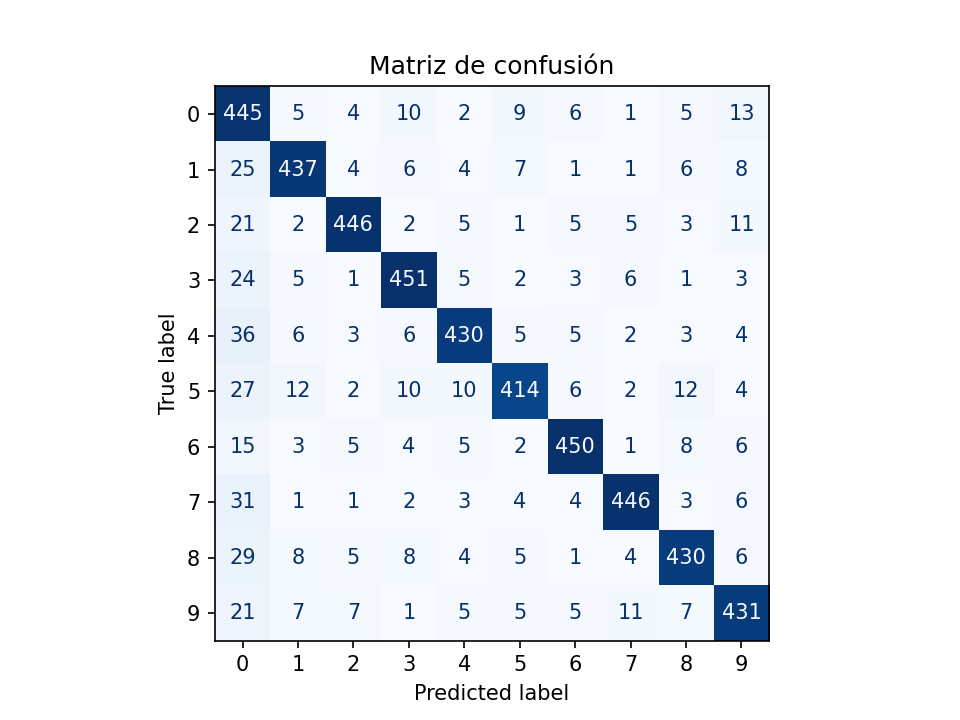 Matriz de confusión
0 445 5 4 10 2 9 6 1 5 13
1 25 437 4 6 4 7 1 1 6 8
2 21 2 446 2 5 1 5 5 3 11
3 24 5 1 451 5 2 3 6 1 3
4 36 6 3 6 430 5 5 2 3 4
5 27 12 2 10 10 414 6 2 12 4
6 15 3 5 4 5 2 450 1 8 6
7 31 1 1 2 3 4 4 446 3 6
8 29 8 5 8 4 5 1 4 430 6
9 21 7 7 1 5 5 5 11 7 431
0 1 2 3 4 5 6 7 8 9
Predicted label
True label